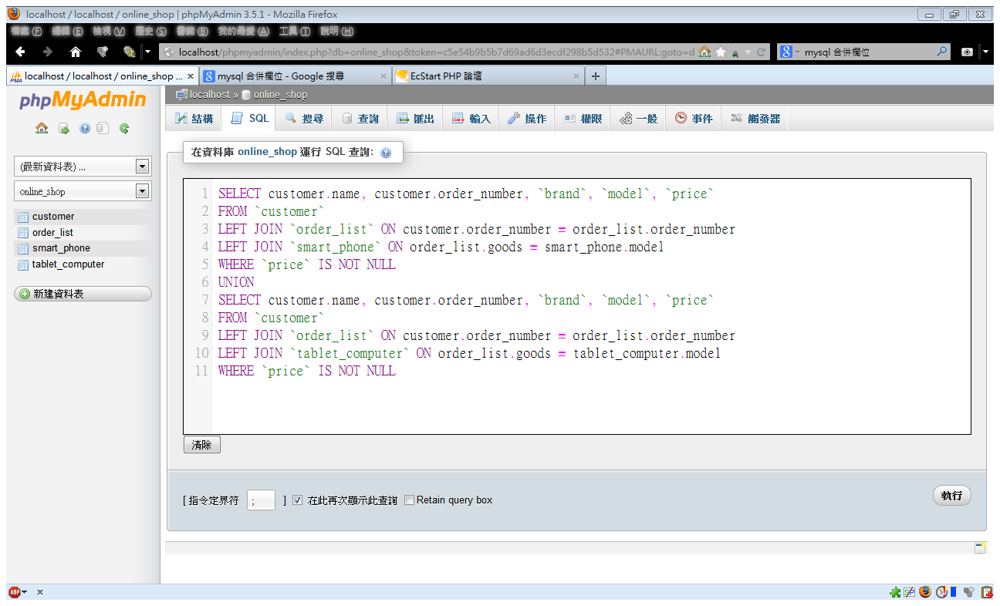 localhost / localhost / online_shop | phpMyAdmin 3.5.1 - Mozilla Firefox
檔案 (F) 編輯 (E) 檢視 (V) 歷史 (S) 書籤 (B) 我的最愛 (A) 工具 (T) 說明 (H)
localhost/phpmyadmin/index.php?db=online_shop&token=c5e54b9b5b7d69ad6d3ecdf298b5d532#PMAURL:goto=d mysql 合併欄位
localhost / localhost / online_shop ... mysql 合併欄位 - Google 搜尋 EcStart PHP 論壇
phpMyAdmin
localhost » online_shop
結構 SQL 搜尋 查詢 匯出 輸入 操作 權限 一般 事件 觸發器
(最新資料表) ...
online_shop
customer
order_list
smart_phone
tablet_computer
新建資料表
在資料庫 online_shop 運行 SQL 查詢:
1 SELECT customer.name, customer.order_number, `brand`, `model`, `price`
2 FROM `customer`
3 LEFT JOIN `order_list` ON customer.order_number = order_list.order_number
4 LEFT JOIN `smart_phone` ON order_list.goods = smart_phone.model
5 WHERE `price` IS NOT NULL
6 UNION
7 SELECT customer.name, customer.order_number, `brand`, `model`, `price`
8 FROM `customer`
9 LEFT JOIN `order_list` ON customer.order_number = order_list.order_number
10 LEFT JOIN `tablet_computer` ON order_list.goods = tablet_computer.model
11 WHERE `price` IS NOT NULL
清除
[ 指令定界符 ; ] 在此再次顯示此查詢 Retain query box
執行
ABP